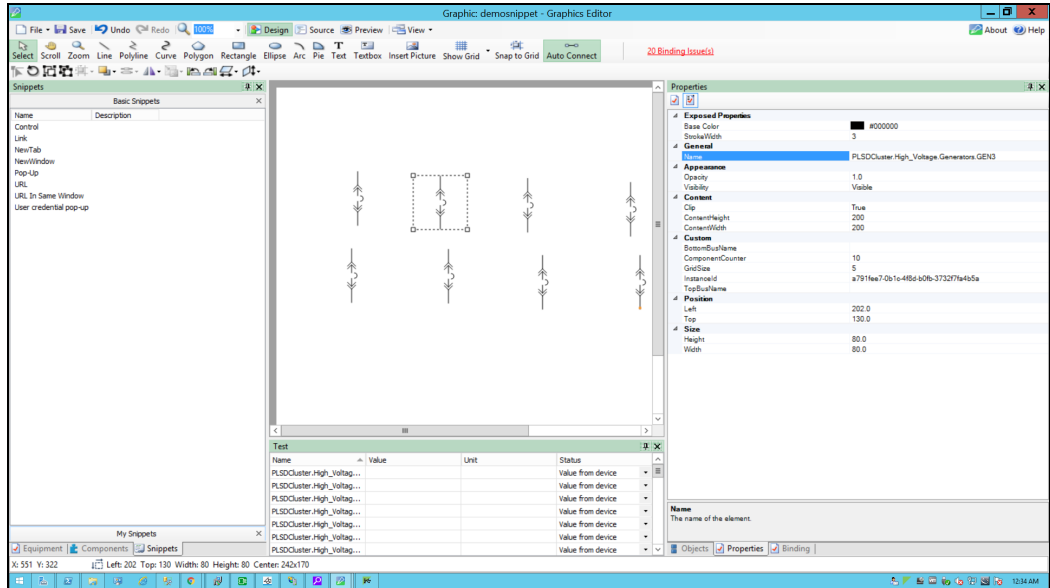 Graphic: demosnippet - Graphics Editor
File Save Undo Redo 100% Design Source Preview View About Help
Select Scroll Zoom Line Polyline Curve Polygon Rectangle Ellipse Arc Pie Text Textbox Insert Picture Show Grid Snap to Grid Auto Connect 20 Binding Issue(s)
Snippets
Basic Snippets
Name Description
Control
Link
NewTab
NewWindow
Pop-Up
URL
URL In Same Window
User credential pop-up
My Snippets
Equipment Components Snippets
Test
Name Value Unit Status
PLSDCluster.High_Voltag... Value from device
PLSDCluster.High_Voltag... Value from device
PLSDCluster.High_Voltag... Value from device
PLSDCluster.High_Voltag... Value from device
PLSDCluster.High_Voltag... Value from device
PLSDCluster.High_Voltag... Value from device
PLSDCluster.High_Voltag... Value from device
Properties
Exposed Properties
Base Color #000000
StrokeWidth 3
General
Name PLSDCluster.High_Voltage.Generators.GEN3
Appearance
Opacity 1.0
Visibility Visible
Content
Clip True
ContentHeight 200
ContentWidth 200
Custom
BottomBusName
ComponentCounter 10
GridSize 5
InstanceId a791fee7-0b1c-4f8d-b0fb-3732f7fa4b5a
TopBusName
Position
Left 202.0
Top 130.0
Size
Height 80.0
Width 80.0
Name
The name of the element.
Objects Properties Binding
X: 551 Y: 322 Left: 202 Top: 130 Width: 80 Height: 80 Center: 242x170
12:34 AM